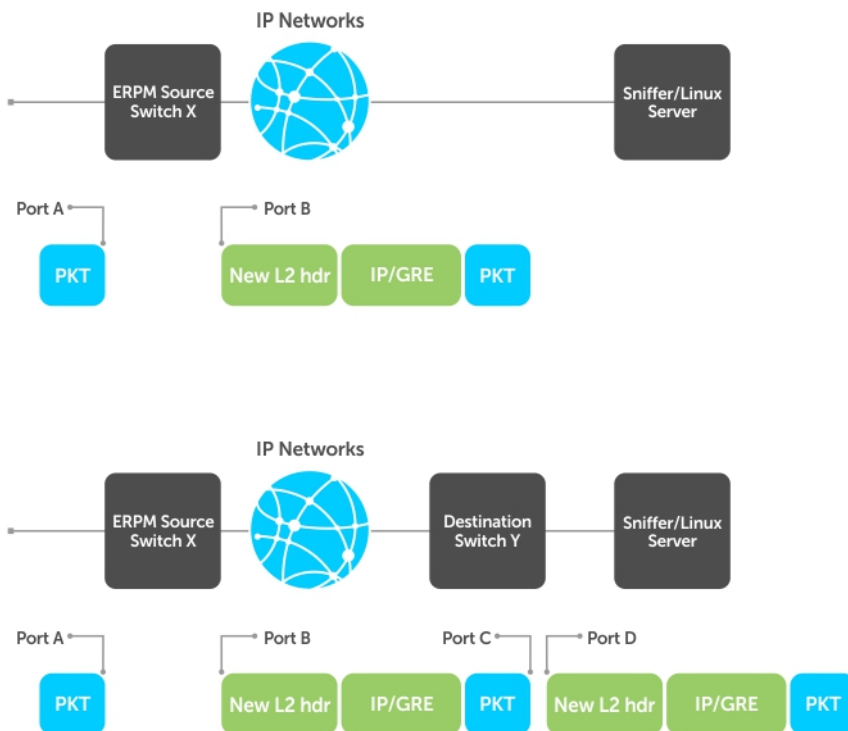 IP Networks
ERPM Source
Switch X
Sniffer/Linux
Server
Port A
Port B
PKT
New L2 hdr
IP/GRE
PKT
IP Networks
ERPM Source
Switch X
Destination
Switch Y
Sniffer/Linux
Server
Port A
Port B
Port C
Port D
PKT
New L2 hdr
IP/GRE
PKT
New L2 hdr
IP/GRE
PKT